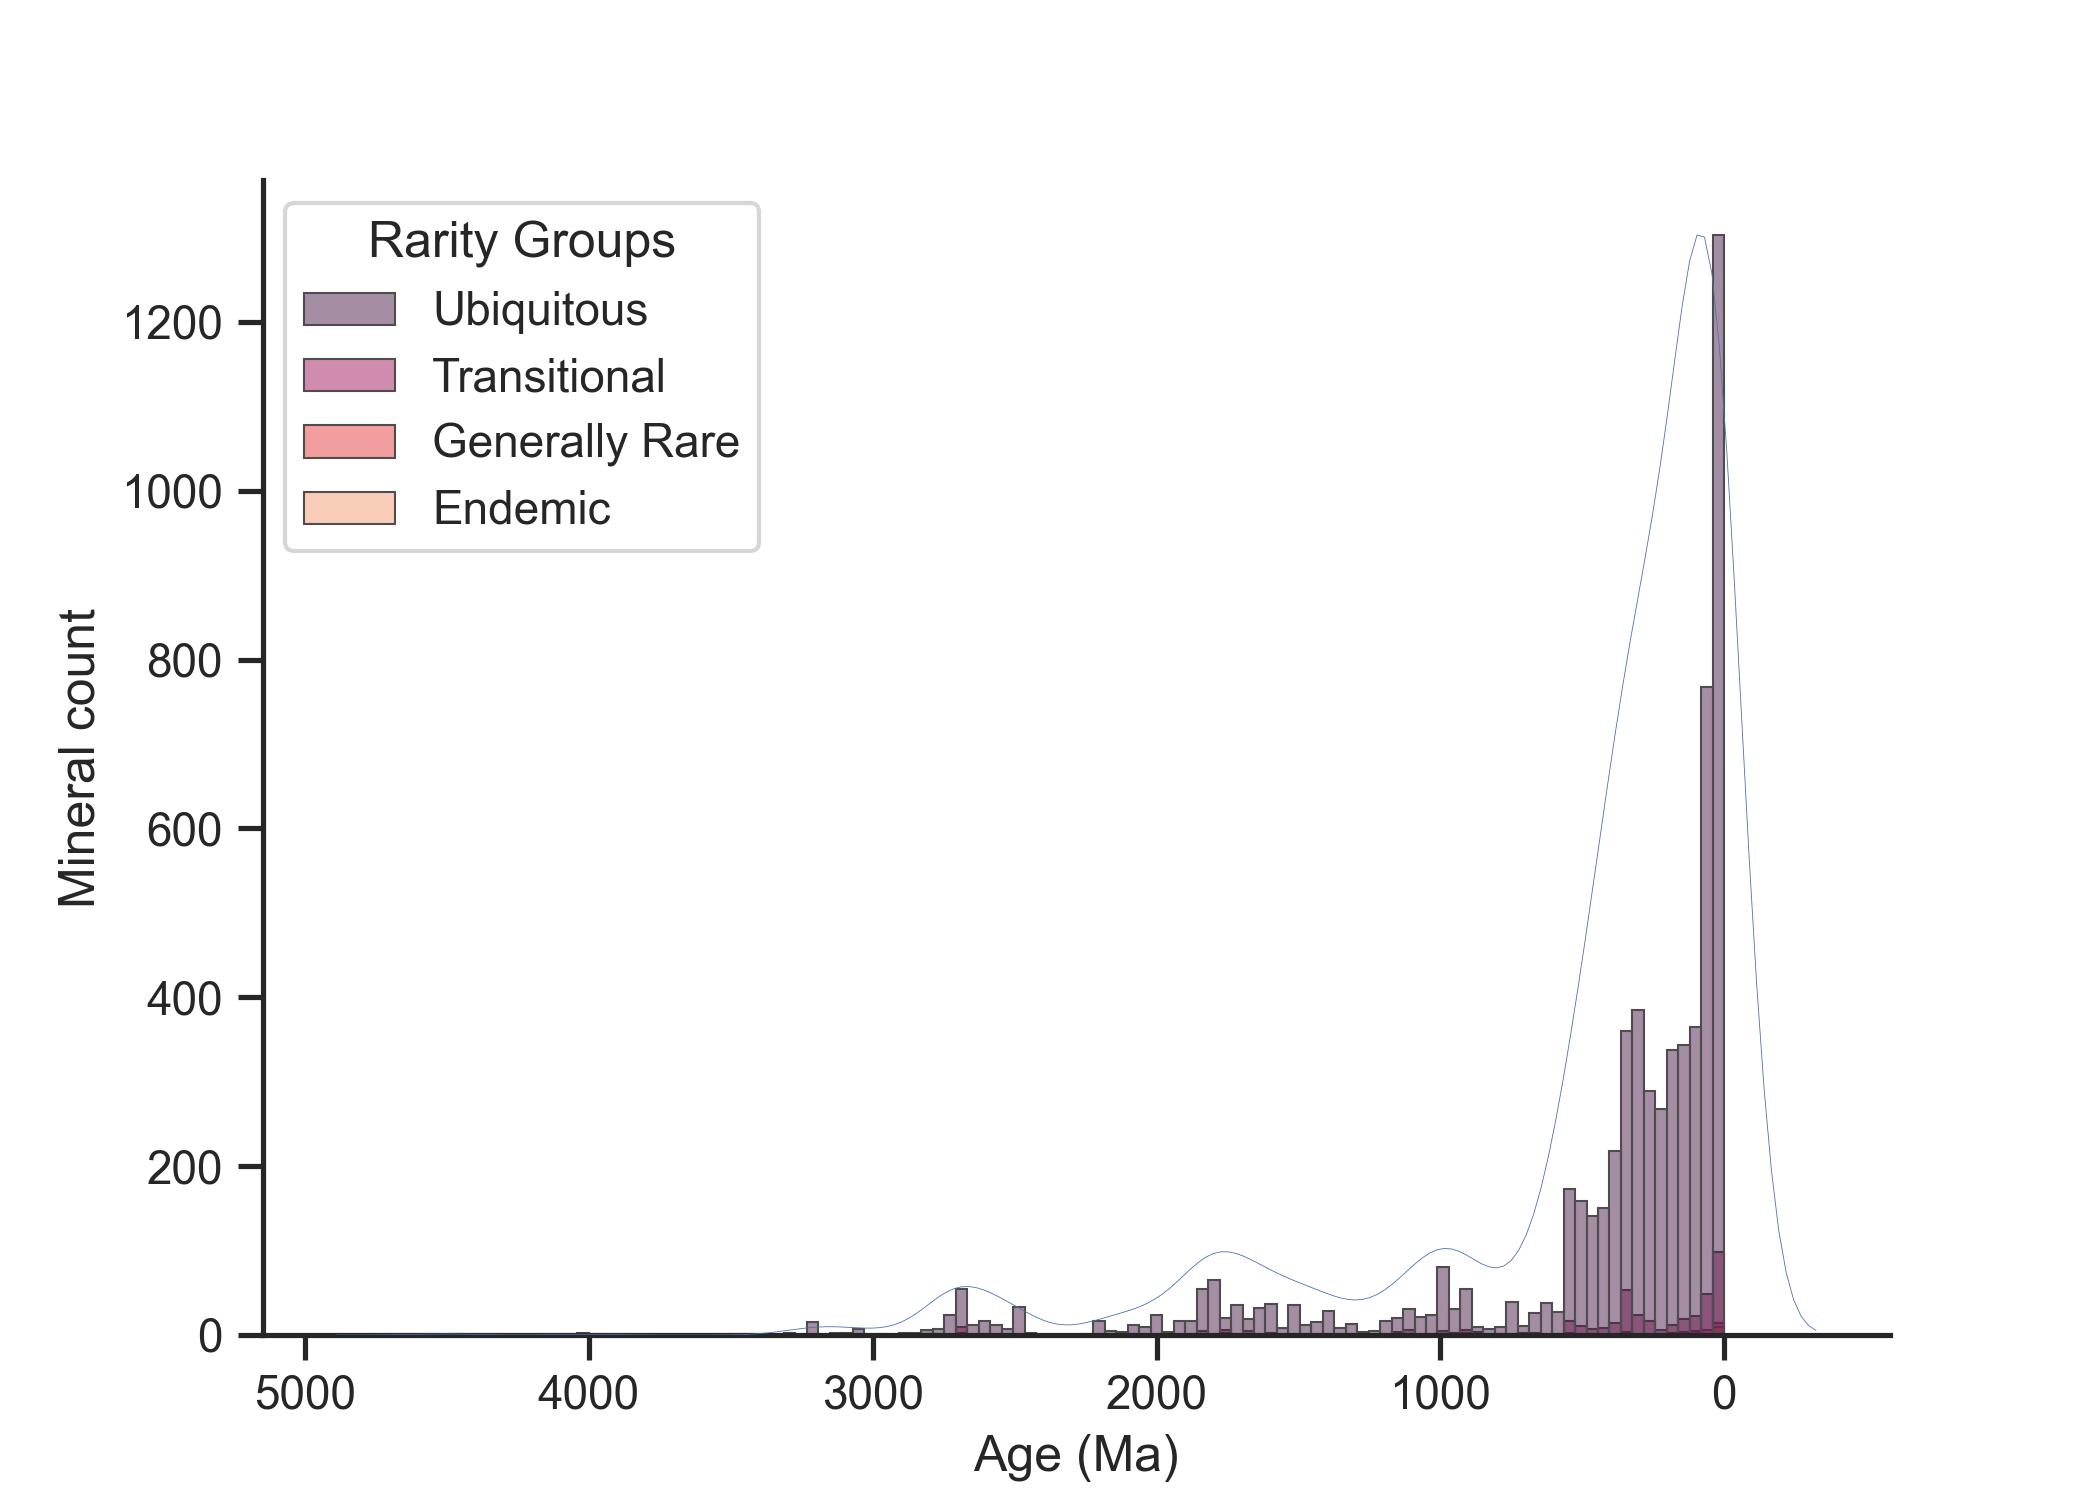 Rarity Groups
Ubiquitous
Transitional
Generally Rare
Endemic
Mineral count
1200
1000
800
600
400
200
0
5000 4000 3000 2000 1000 0
Age (Ma)